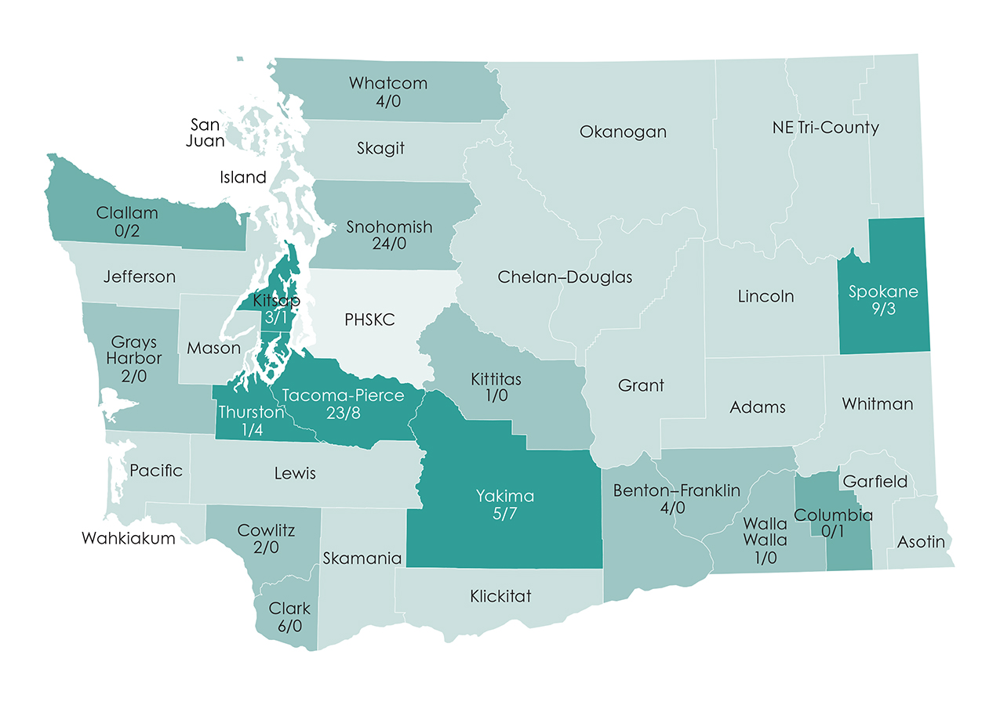 Whatcom
4/0
San
Juan
Skagit
Okanogan
NE Tri-County
Island
Clallam
0/2
Snohomish
24/0
Jefferson
Chelan–Douglas
Kitsap
3/1
PHSKC
Lincoln
Spokane
9/3
Grays
Harbor
2/0
Mason
Kittitas
1/0
Grant
Thurston
1/4
Tacoma-Pierce
23/8
Adams
Whitman
Pacific
Lewis
Yakima
5/7
Benton–Franklin
4/0
Garfield
Wahkiakum
Cowlitz
2/0
Skamania
Walla
Walla
1/0
Columbia
0/1
Asotin
Clark
6/0
Klickitat